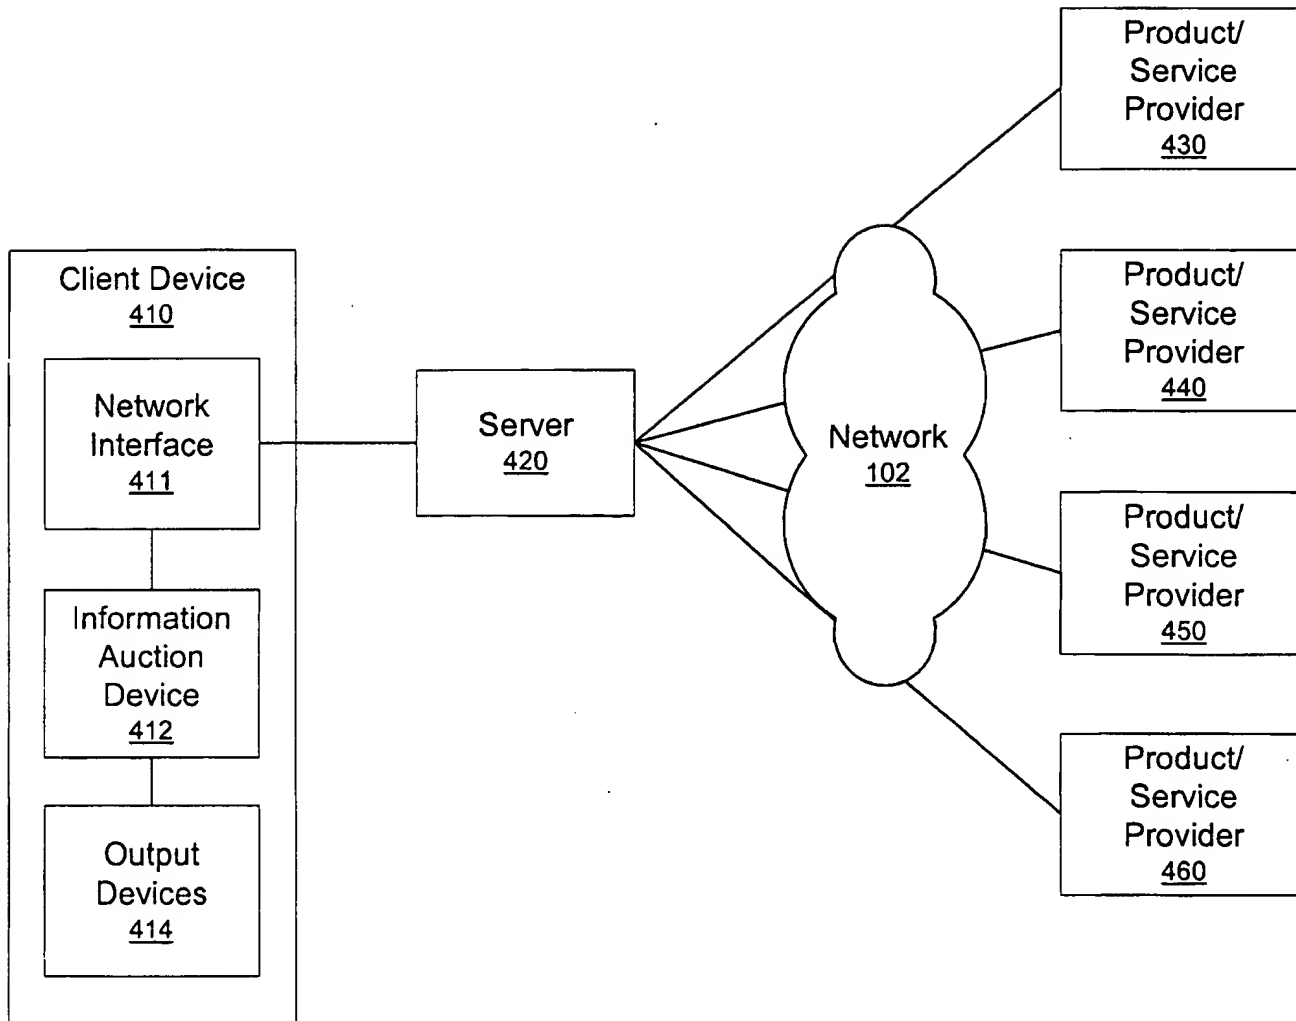 Client Device
410
Network
Interface
411
Information
Auction
Device
412
Output
Devices
414
Server
420
Network
102
Product/
Service
Provider
430
Product/
Service
Provider
440
Product/
Service
Provider
450
Product/
Service
Provider
460